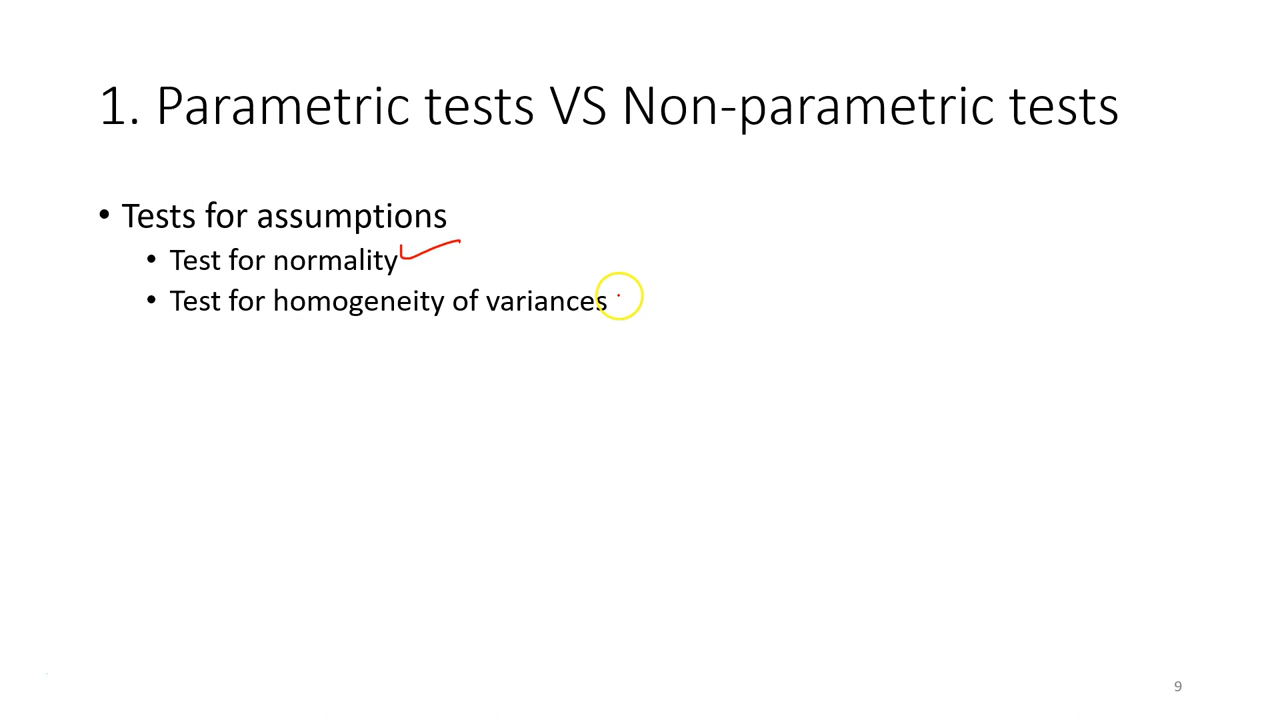 1. Parametric tests VS Non-parametric tests
• Tests for assumptions
• Test for normality
• Test for homogeneity of variances
9